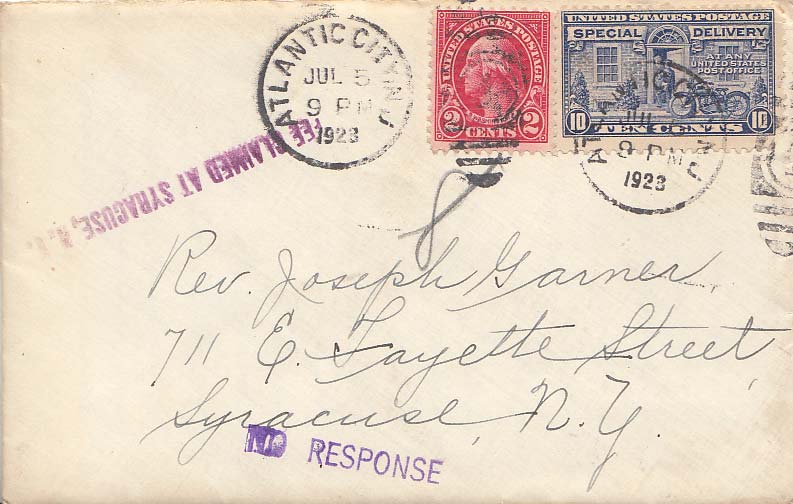 ATLANTIC CITY N.J.
JUL 5
9 PM
1923
UNITED STATES POSTAGE
2 CENTS 2
UNITED STATES POSTAGE
SPECIAL DELIVERY
AT ANY
UNITED STATES
POST OFFICE
10 TEN CENTS 10
9 PM
1923
FEE CLAIMED AT SYRACUSE, N.Y.
Rev. Joseph Garner
711 E. Fayette Street,
Syracuse, N.Y.
NO RESPONSE